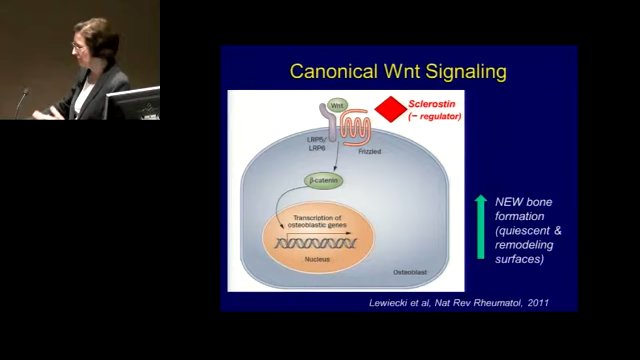 Canonical Wnt Signaling
Wnt
Sclerostin
(− regulator)
LRP5/
LRP6
Frizzled
β-catenin
Transcription of
osteoblastic genes
Nucleus
Osteoblast
NEW bone
formation
(quiescent &
remodeling
surfaces)
Lewiecki et al, Nat Rev Rheumatol, 2011